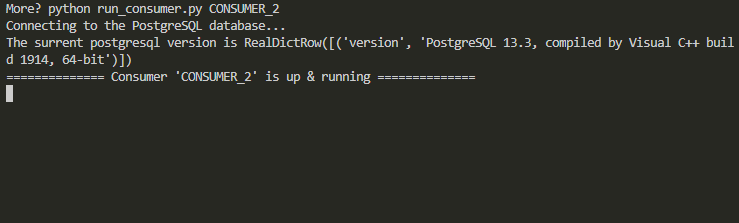 More? python run_consumer.py CONSUMER_2
Connecting to the PostgreSQL database...
The surrent postgresql version is RealDictRow([('version', 'PostgreSQL 13.3, compiled by Visual C++ buil
d 1914, 64-bit')])
============== Consumer 'CONSUMER_2' is up & running ==============